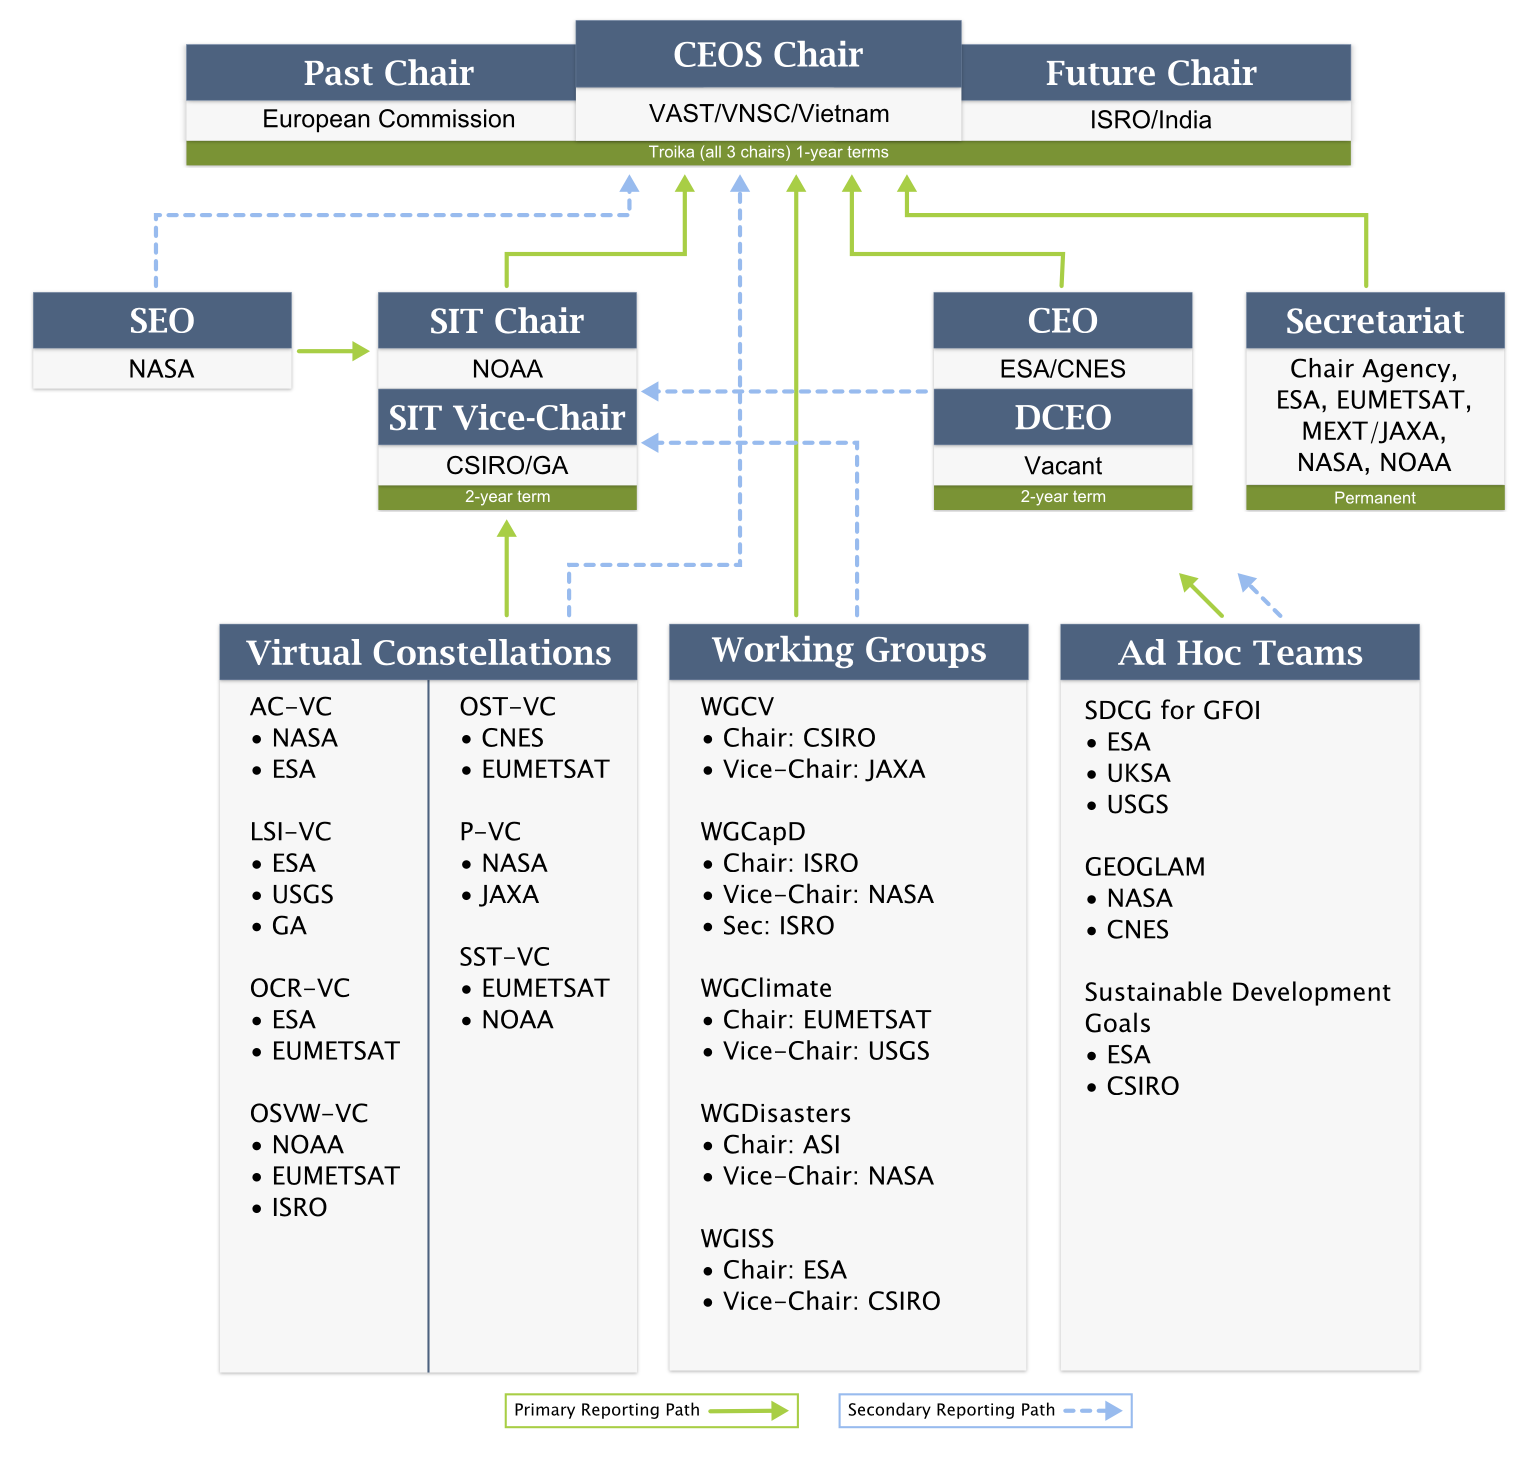 Past Chair
European Commission
CEOS Chair
VAST/VNSC/Vietnam
Future Chair
ISRO/India
Troika (all 3 chairs) 1-year terms
SEO
NASA
SIT Chair
NOAA
SIT Vice-Chair
CSIRO/GA
2-year term
CEO
ESA/CNES
DCEO
Vacant
2-year term
Secretariat
Chair Agency,
ESA, EUMETSAT,
MEXT/JAXA,
NASA, NOAA
Permanent
Virtual Constellations
AC-VC
• NASA
• ESA
LSI-VC
• ESA
• USGS
• GA
OCR-VC
• ESA
• EUMETSAT
OSVW-VC
• NOAA
• EUMETSAT
• ISRO
OST-VC
• CNES
• EUMETSAT
P-VC
• NASA
• JAXA
SST-VC
• EUMETSAT
• NOAA
Working Groups
WGCV
• Chair: CSIRO
• Vice-Chair: JAXA
WGCapD
• Chair: ISRO
• Vice-Chair: NASA
• Sec: ISRO
WGClimate
• Chair: EUMETSAT
• Vice-Chair: USGS
WGDisasters
• Chair: ASI
• Vice-Chair: NASA
WGISS
• Chair: ESA
• Vice-Chair: CSIRO
Ad Hoc Teams
SDCG for GFOI
• ESA
• UKSA
• USGS
GEOGLAM
• NASA
• CNES
Sustainable Development
Goals
• ESA
• CSIRO
Primary Reporting Path
Secondary Reporting Path